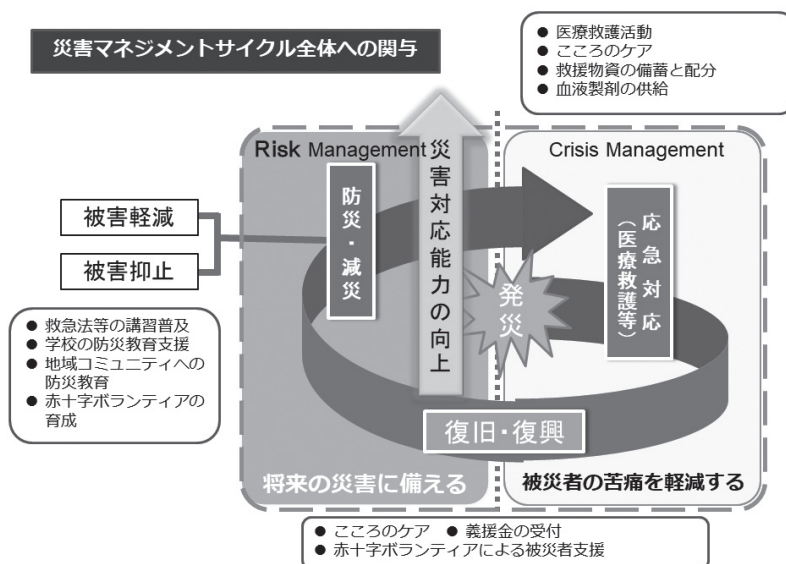 災害マネジメントサイクル全体への関与
● 医療救護活動
● こころのケア
● 救援物資の備蓄と配分
● 血液製剤の供給
Risk Management
Crisis Management
災害対応能力の向上
防災・減災
応急対応
(医療救護等)
被害軽減
被害抑止
発災
● 救急法等の講習普及
● 学校の防災教育支援
● 地域コミュニティへの
防災教育
● 赤十字ボランティアの
育成
復旧・復興
将来の災害に備える
被災者の苦痛を軽減する
● こころのケア ● 義援金の受付
● 赤十字ボランティアによる被災者支援